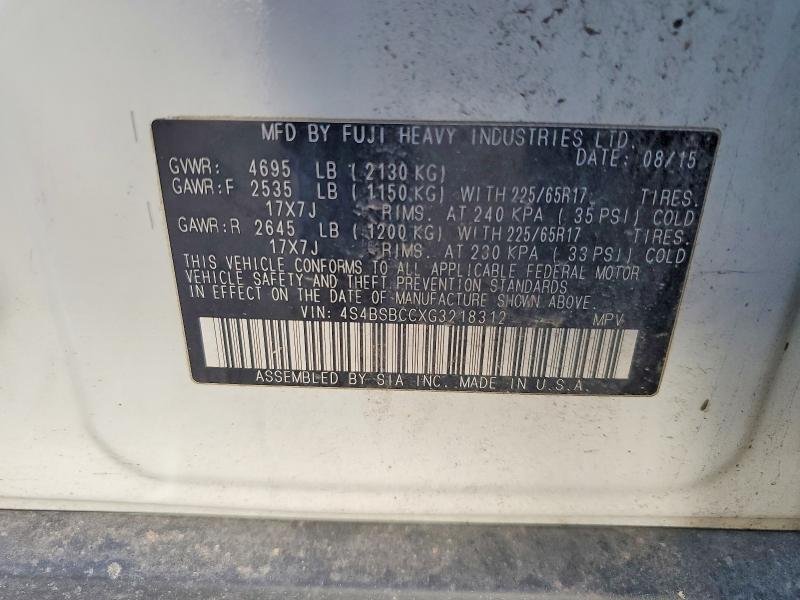 MFD BY FUJI HEAVY INDUSTRIES LTD.
DATE: 08/15
GVWR: 4695 LB ( 2130 KG)
GAWR:F 2535 LB ( 1150 KG) WITH 225/65R17 TIRES.
17X7J RIMS. AT 240 KPA ( 35 PSI) COLD
GAWR:R 2645 LB ( 1200 KG) WITH 225/65R17 TIRES.
17X7J RIMS. AT 230 KPA ( 33 PSI) COLD
THIS VEHICLE CONFORMS TO ALL APPLICABLE FEDERAL MOTOR
VEHICLE SAFETY AND THEFT PREVENTION STANDARDS
IN EFFECT ON THE DATE OF MANUFACTURE SHOWN ABOVE.
VIN: 4S4BSBCCXG3218312 MPV
ASSEMBLED BY SIA INC. MADE IN U.S.A.